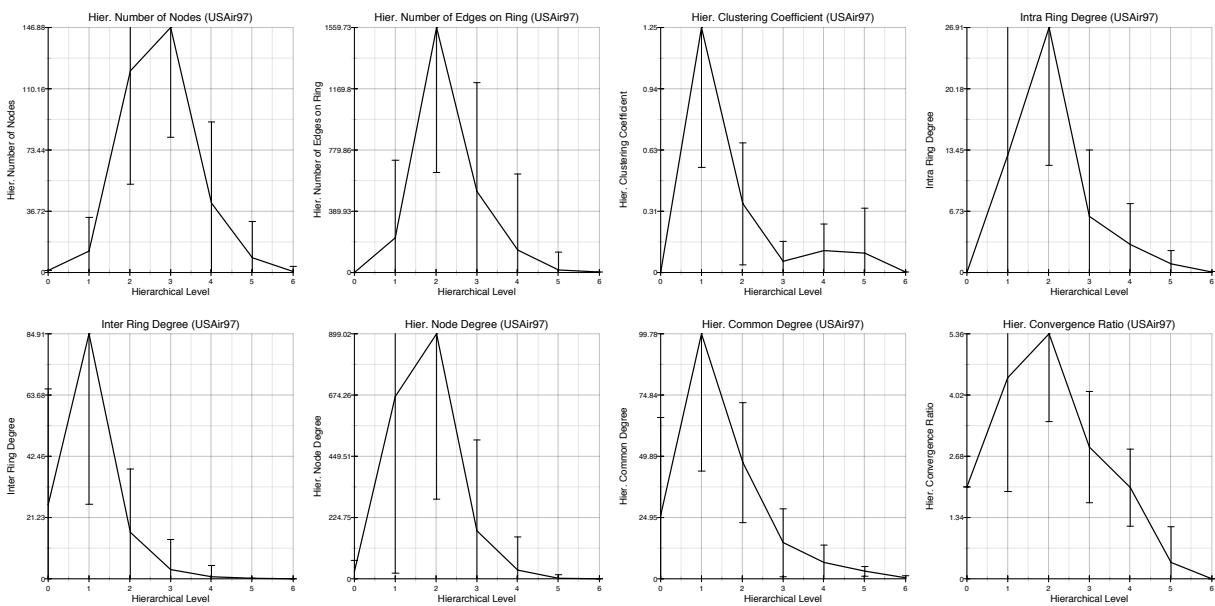 Hier. Number of Nodes (USAir97)
146.88
110.16
73.44
36.72
0
Hier. Number of Nodes
0 1 2 3 4 5 6
Hierarchical Level
Hier. Number of Edges on Ring (USAir97)
1559.73
1169.8
779.86
389.93
0
Hier. Number of Edges on Ring
0 1 2 3 4 5 6
Hierarchical Level
Hier. Clustering Coefficient (USAir97)
1.25
0.94
0.63
0.31
0
Hier. Clustering Coefficient
0 1 2 3 4 5 6
Hierarchical Level
Intra Ring Degree (USAir97)
26.91
20.18
13.45
6.73
0
Intra Ring Degree
0 1 2 3 4 5 6
Hierarchical Level
Inter Ring Degree (USAir97)
84.91
63.68
42.46
21.23
0
Inter Ring Degree
0 1 2 3 4 5 6
Hierarchical Level
Hier. Node Degree (USAir97)
899.02
674.26
449.51
224.75
0
Hier. Node Degree
0 1 2 3 4 5 6
Hierarchical Level
Hier. Common Degree (USAir97)
99.78
74.84
49.89
24.95
0
Hier. Common Degree
0 1 2 3 4 5 6
Hierarchical Level
Hier. Convergence Ratio (USAir97)
5.36
4.02
2.68
1.34
0
Hier. Convergence Ratio
0 1 2 3 4 5 6
Hierarchical Level